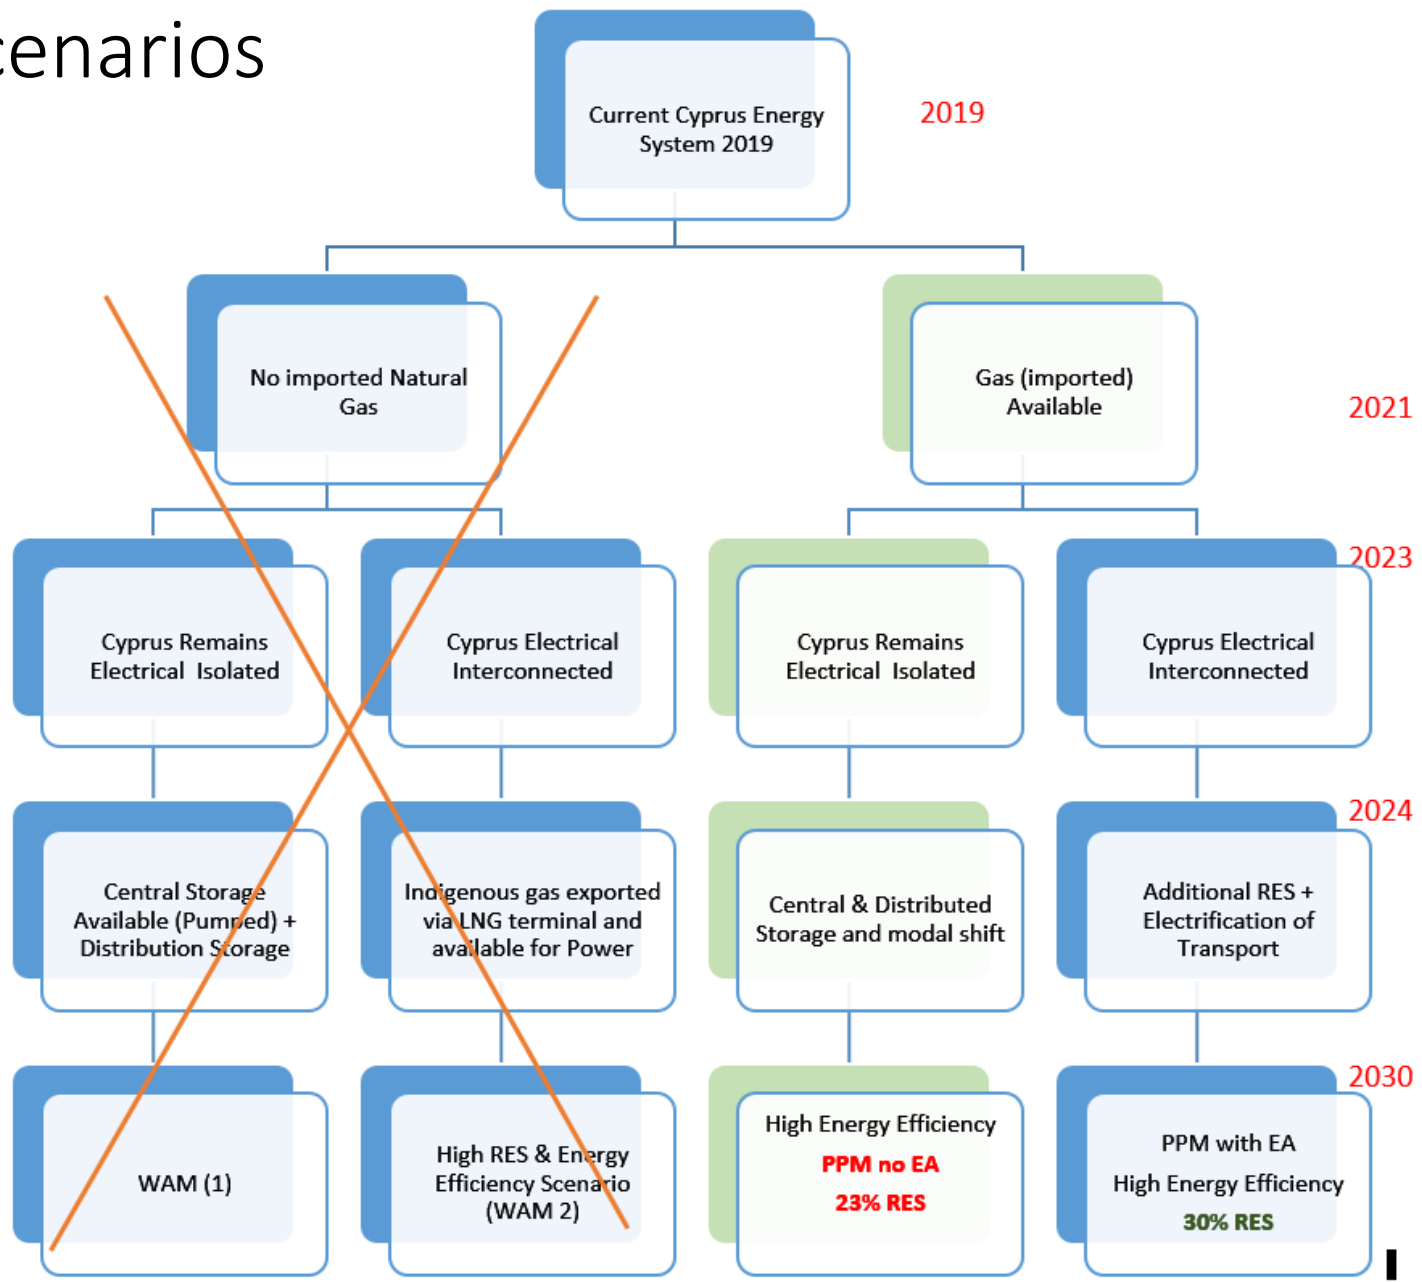 cenarios
Current Cyprus Energy
System 2019
2019
No imported Natural
Gas
Gas (imported)
Available
2021
2023
Cyprus Remains
Electrical Isolated
Cyprus Electrical
Interconnected
Cyprus Remains
Electrical Isolated
Cyprus Electrical
Interconnected
2024
Central Storage
Available (Pumped) +
Distribution Storage
Indigenous gas exported
via LNG terminal and
available for Power
Central & Distributed
Storage and modal shift
Additional RES +
Electrification of
Transport
2030
WAM (1)
High RES & Energy
Efficiency Scenario
(WAM 2)
High Energy Efficiency
PPM no EA
23% RES
PPM with EA
High Energy Efficiency
30% RES